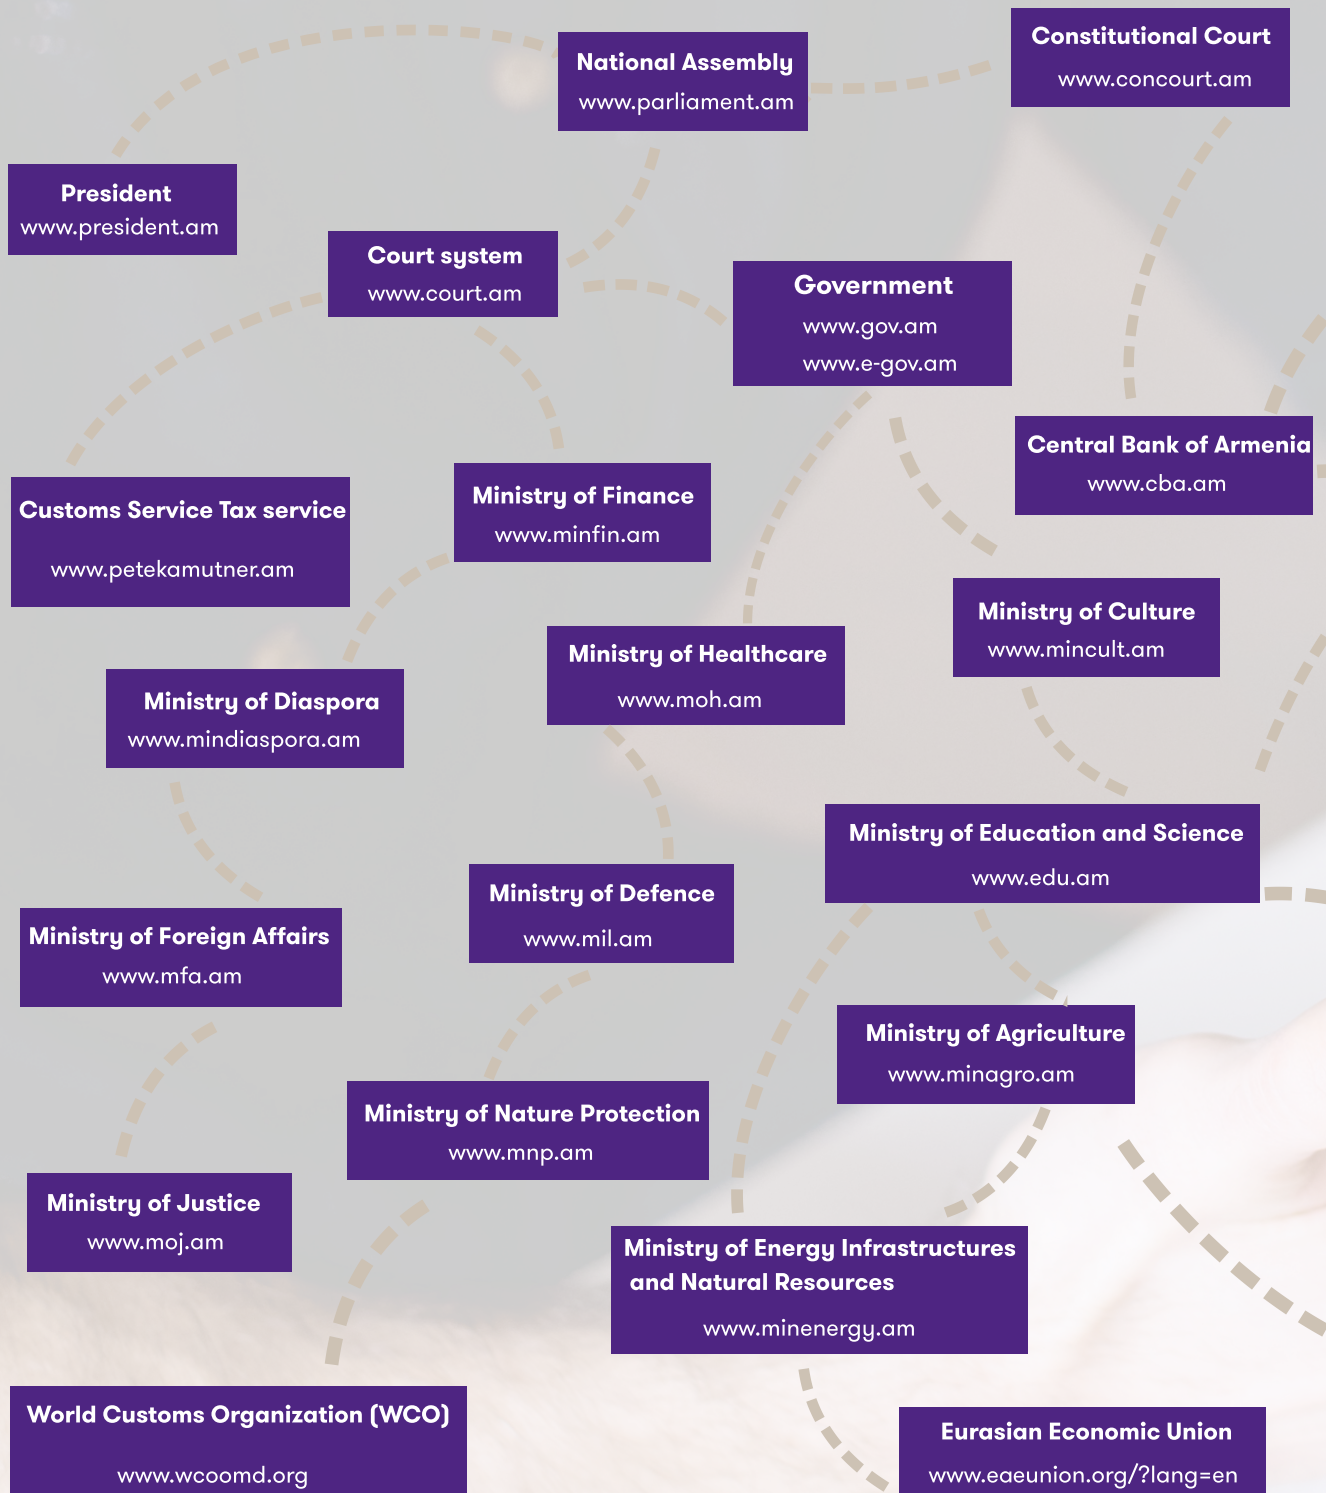 Constitutional Court
www.concourt.am
National Assembly
www.parliament.am
President
www.president.am
Court system
www.court.am
Government
www.gov.am
www.e-gov.am
Central Bank of Armenia
www.cba.am
Customs Service Tax service
www.petekamutner.am
Ministry of Finance
www.minfin.am
Ministry of Culture
www.mincult.am
Ministry of Healthcare
www.moh.am
Ministry of Diaspora
www.mindiaspora.am
Ministry of Education and Science
www.edu.am
Ministry of Defence
www.mil.am
Ministry of Foreign Affairs
www.mfa.am
Ministry of Agriculture
www.minagro.am
Ministry of Nature Protection
www.mnp.am
Ministry of Justice
www.moj.am
Ministry of Energy Infrastructures
and Natural Resources
www.minenergy.am
World Customs Organization (WCO)
www.wcoomd.org
Eurasian Economic Union
www.eaeunion.org/?lang=en